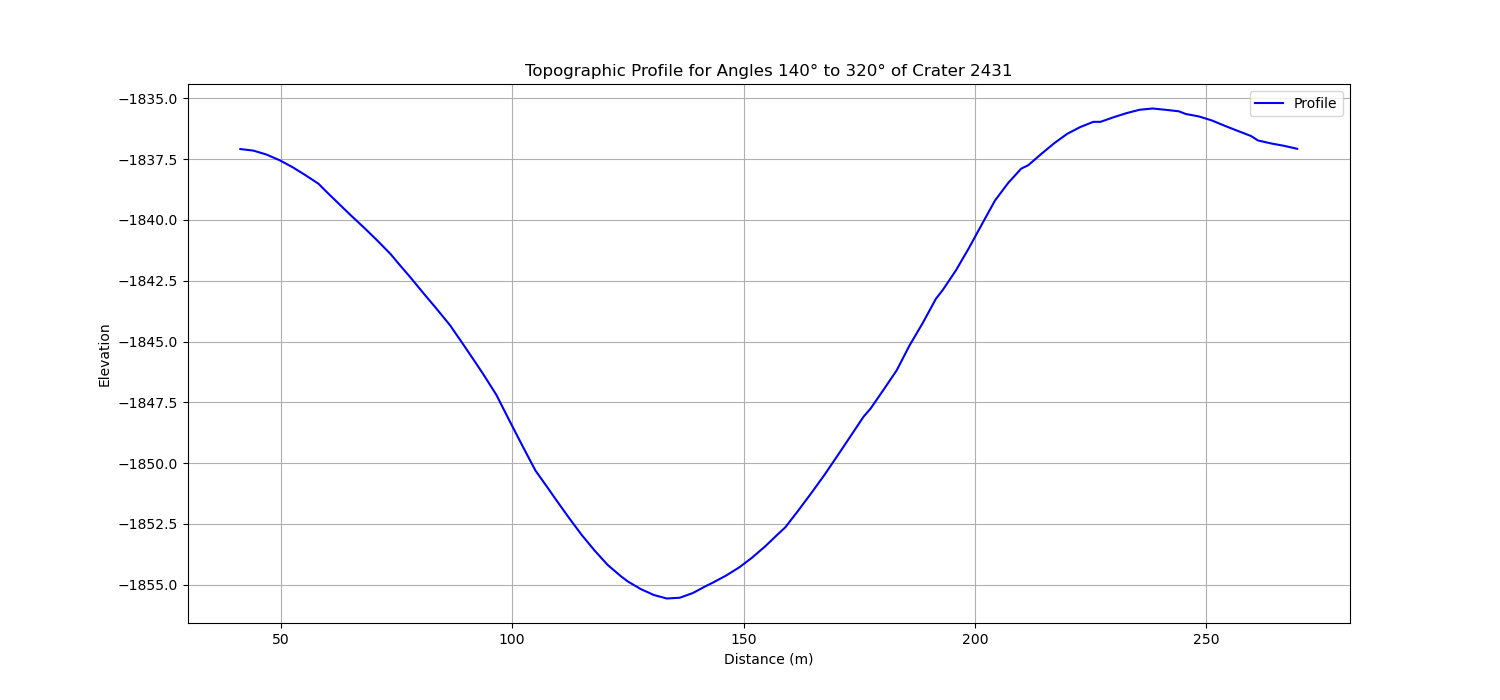 Topographic Profile for Angles 140° to 320° of Crater 2431
Profile
Elevation
−1835.0
−1837.5
−1840.0
−1842.5
−1845.0
−1847.5
−1850.0
−1852.5
−1855.0
50 100 150 200 250
Distance (m)